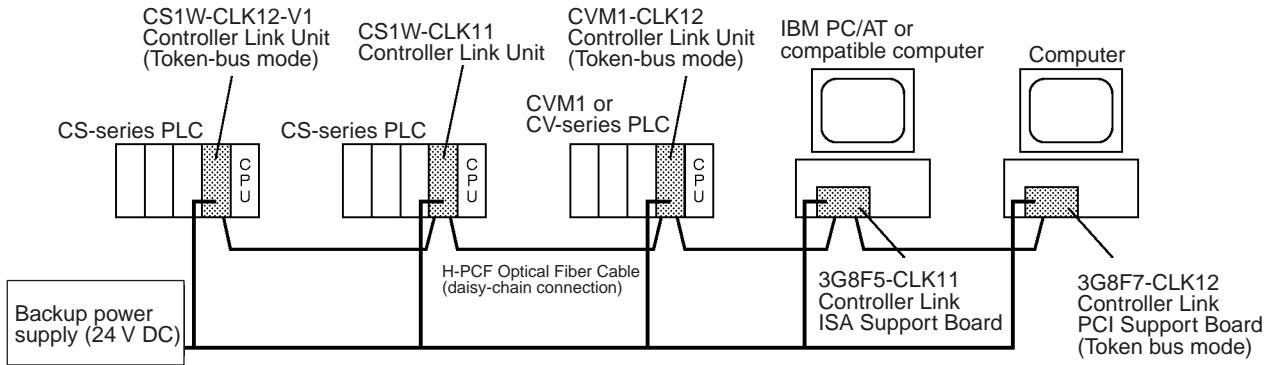 CS1W-CLK12-V1
Controller Link Unit
(Token-bus mode)
CS1W-CLK11
Controller Link Unit
CVM1-CLK12
Controller Link Unit
(Token-bus mode)
IBM PC/AT or
compatible computer
Computer
CS-series PLC
CS-series PLC
CVM1 or
CV-series PLC
CPU
CPU
CPU
H-PCF Optical Fiber Cable
(daisy-chain connection)
3G8F5-CLK11
Controller Link
ISA Support Board
3G8F7-CLK12
Controller Link
PCI Support Board
(Token bus mode)
Backup power
supply (24 V DC)